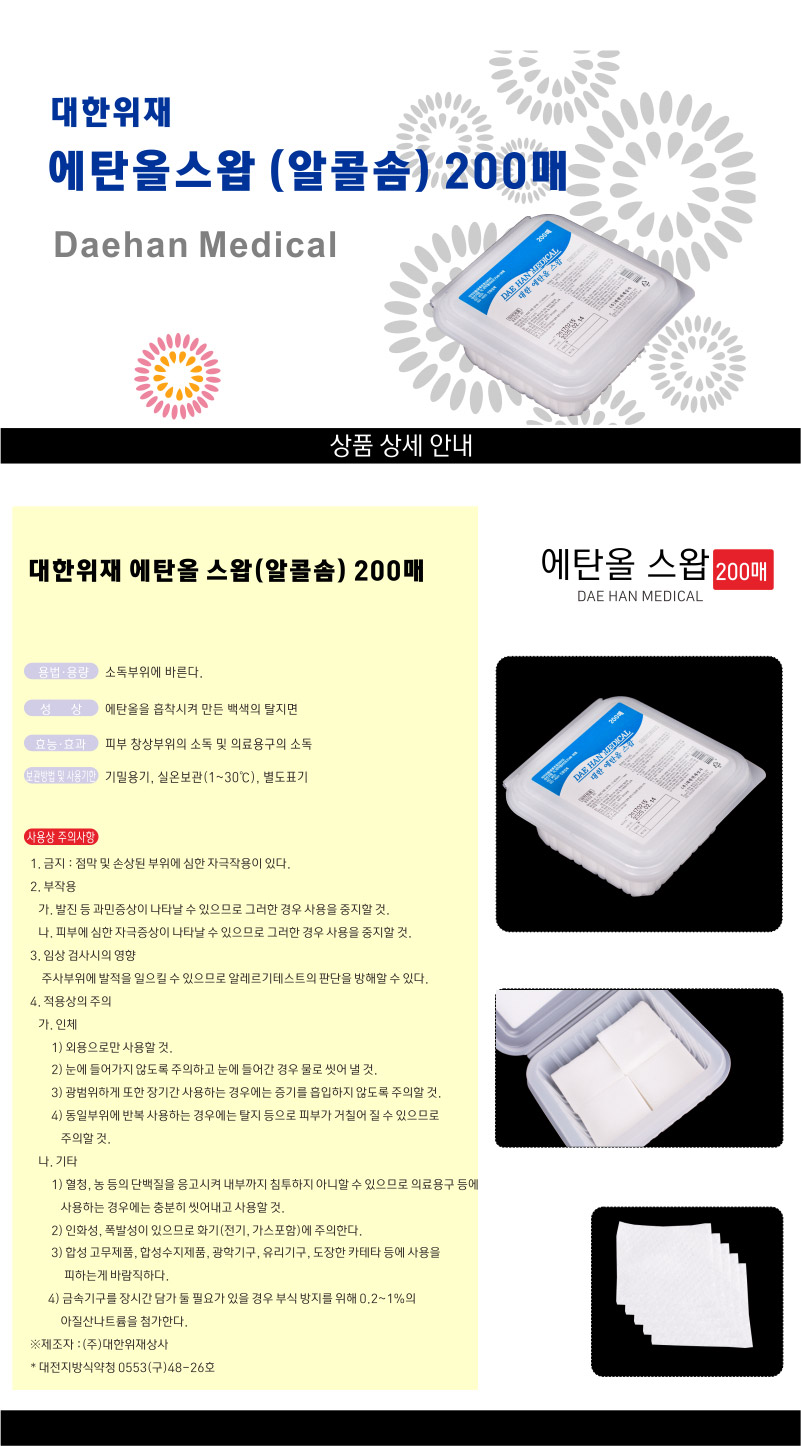 대한위재
에탄올스왑 (알콜솜) 200매
Daehan Medical
200매
DAE HAN MEDICAL
대한 에탄올 스왑
상품 상세 안내
대한위재 에탄올 스왑(알콜솜) 200매
에탄올 스왑 200매
DAE HAN MEDICAL
용법·용량 소독부위에 바른다.
성 상 에탄올을 흡착시켜 만든 백색의 탈지면
효능·효과 피부 창상부위의 소독 및 의료용구의 소독
보관방법 및 사용기한 기밀용기, 실온보관(1~30℃), 별도표기
200매
DAE HAN MEDICAL
대한 에탄올 스왑
사용상 주의사항
1. 금지 : 점막 및 손상된 부위에 심한 자극작용이 있다.
2. 부작용
가. 발진 등 과민증상이 나타날 수 있으므로 그러한 경우 사용을 중지할 것.
나. 피부에 심한 자극증상이 나타날 수 있으므로 그러한 경우 사용을 중지할 것.
3. 임상 검사시의 영향
주사부위에 발적을 일으킬 수 있으므로 알레르기테스트의 판단을 방해할 수 있다.
4. 적용상의 주의
가. 인체
1) 외용으로만 사용할 것.
2) 눈에 들어가지 않도록 주의하고 눈에 들어간 경우 물로 씻어 낼 것.
3) 광범위하게 또한 장기간 사용하는 경우에는 증기를 흡입하지 않도록 주의할 것.
4) 동일부위에 반복 사용하는 경우에는 탈지 등으로 피부가 거칠어 질 수 있으므로
주의할 것.
나. 기타
1) 혈청, 농 등의 단백질을 응고시켜 내부까지 침투하지 아니할 수 있으므로 의료용구 등에
사용하는 경우에는 충분히 씻어내고 사용할 것.
2) 인화성, 폭발성이 있으므로 화기(전기, 가스포함)에 주의한다.
3) 합성 고무제품, 합성수지제품, 광학기구, 유리기구, 도장한 카테타 등에 사용을
피하는게 바람직하다.
4) 금속기구를 장시간 담가 둘 필요가 있을 경우 부식 방지를 위해 0.2~1%의
아질산나트륨을 첨가한다.
※제조자 : (주)대한위재상사
* 대전지방식약청 0553(구)48-26호